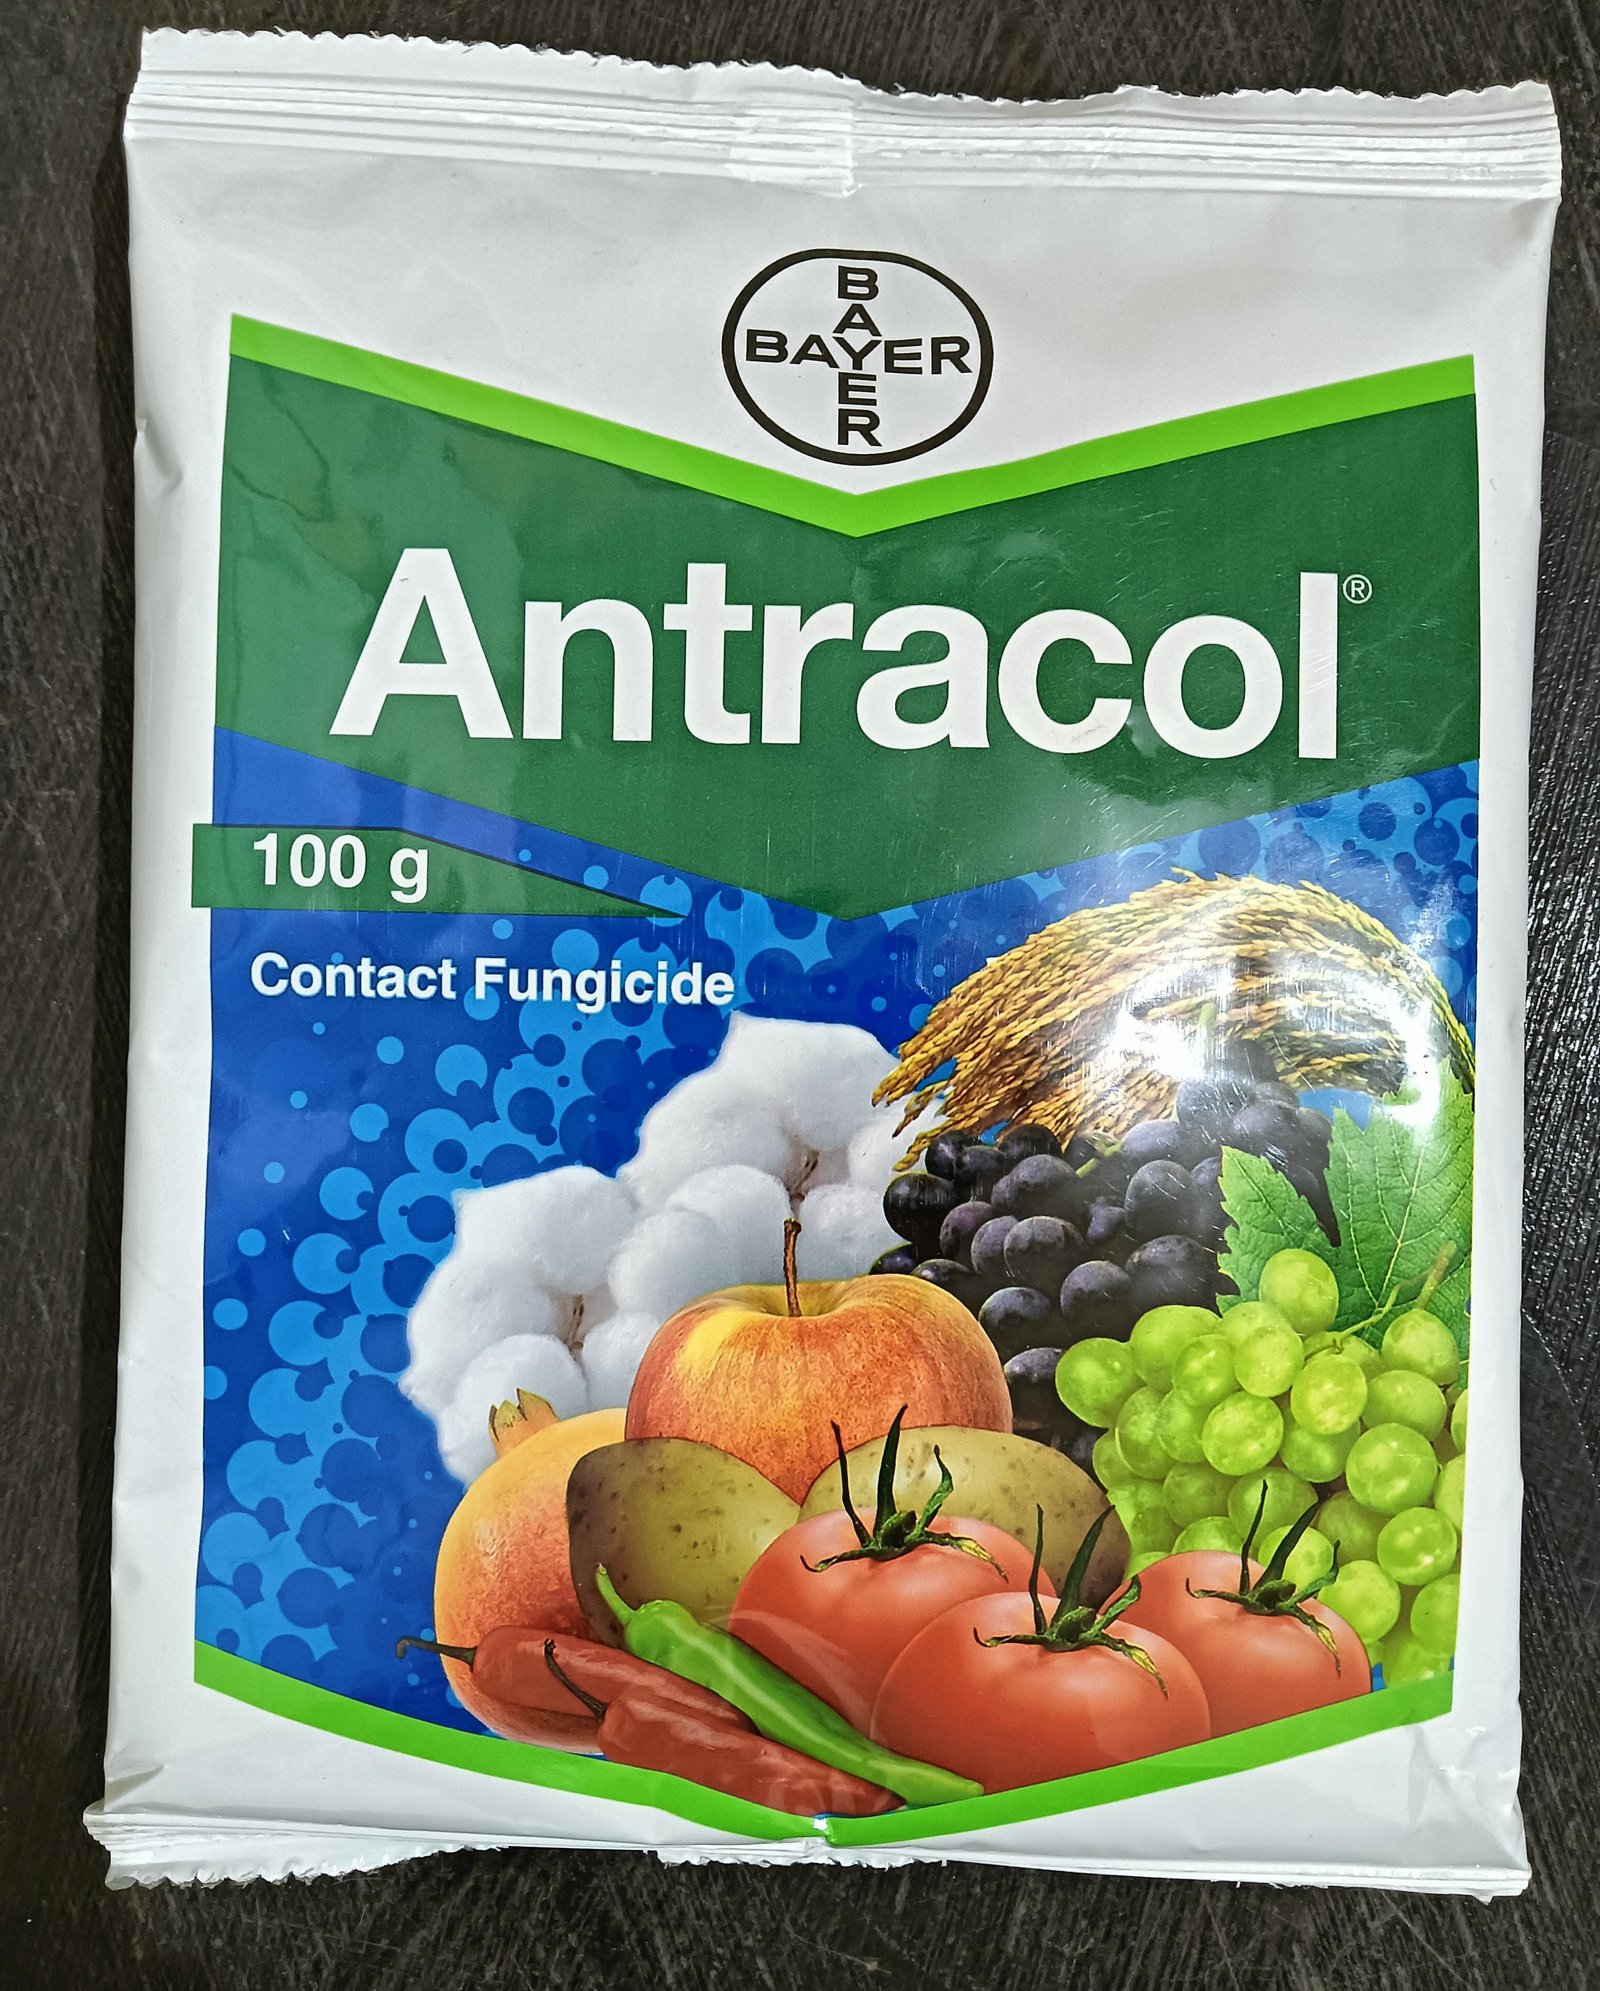 BAYER
BAYER
Antracol®
100 g
Contact Fungicide